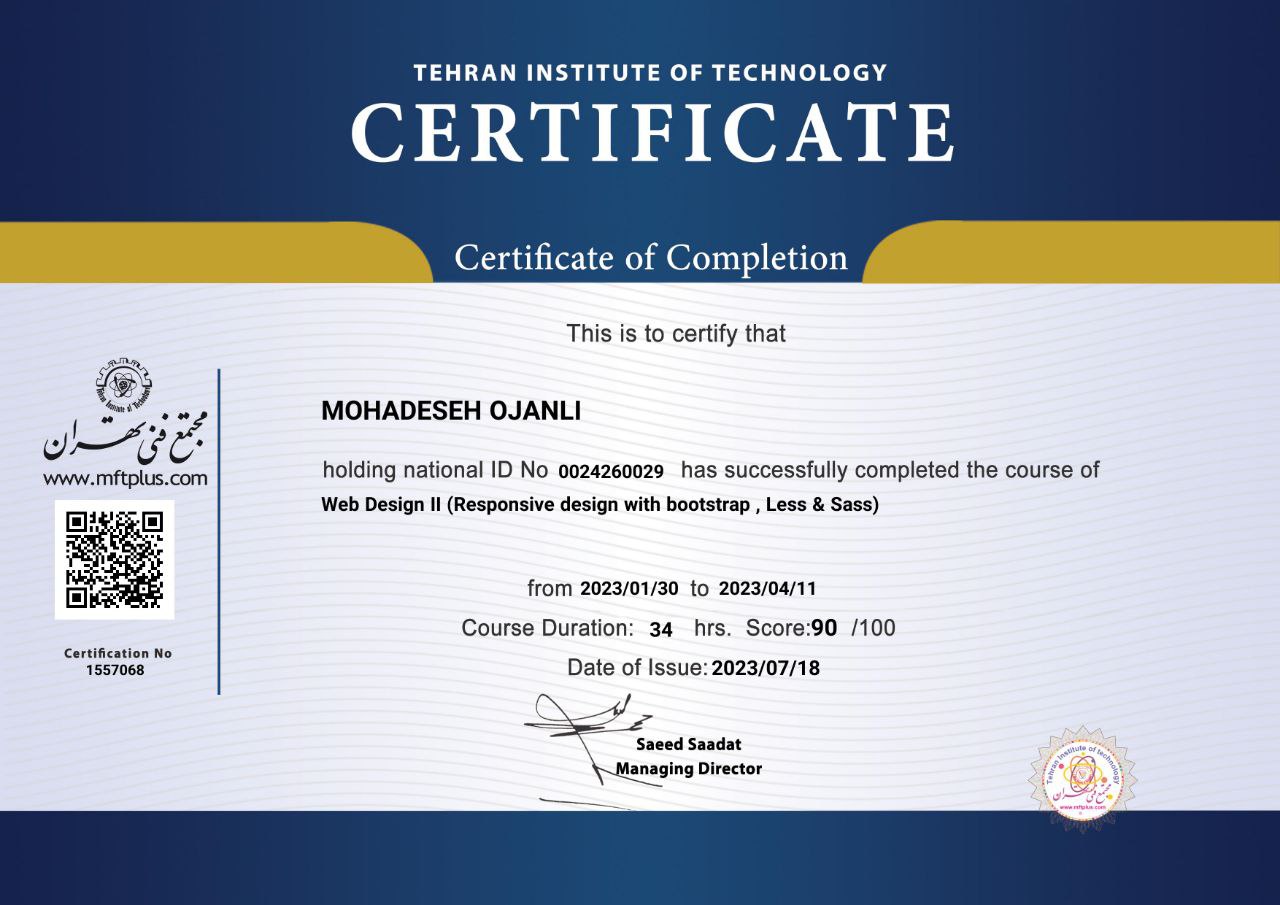 TEHRAN INSTITUTE OF TECHNOLOGY
CERTIFICATE
Certificate of Completion
This is to certify that
MOHADESEH OJANLI
holding national ID No 0024260029 has successfully completed the course of
Web Design II (Responsive design with bootstrap , Less & Sass)
from 2023/01/30 to 2023/04/11
Course Duration: 34 hrs. Score:90 /100
Date of Issue:2023/07/18
Saeed Saadat
Managing Director
Tehran Institute of Technology
مجتمع فنی تهران
www.mftplus.com
Certification No
1557068
Tehran Institute of technology
مجتمع فنی تهران
www.mftplus.com